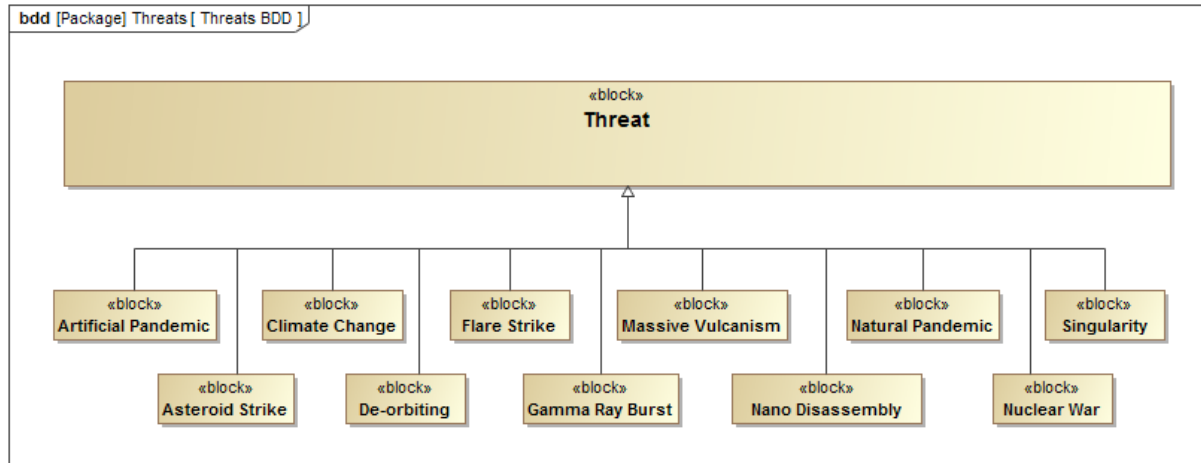 bdd [Package] Threats [ Threats BDD ]
«block»
Threat
«block»
Artificial Pandemic
«block»
Climate Change
«block»
Flare Strike
«block»
Massive Vulcanism
«block»
Natural Pandemic
«block»
Singularity
«block»
Asteroid Strike
«block»
De-orbiting
«block»
Gamma Ray Burst
«block»
Nano Disassembly
«block»
Nuclear War